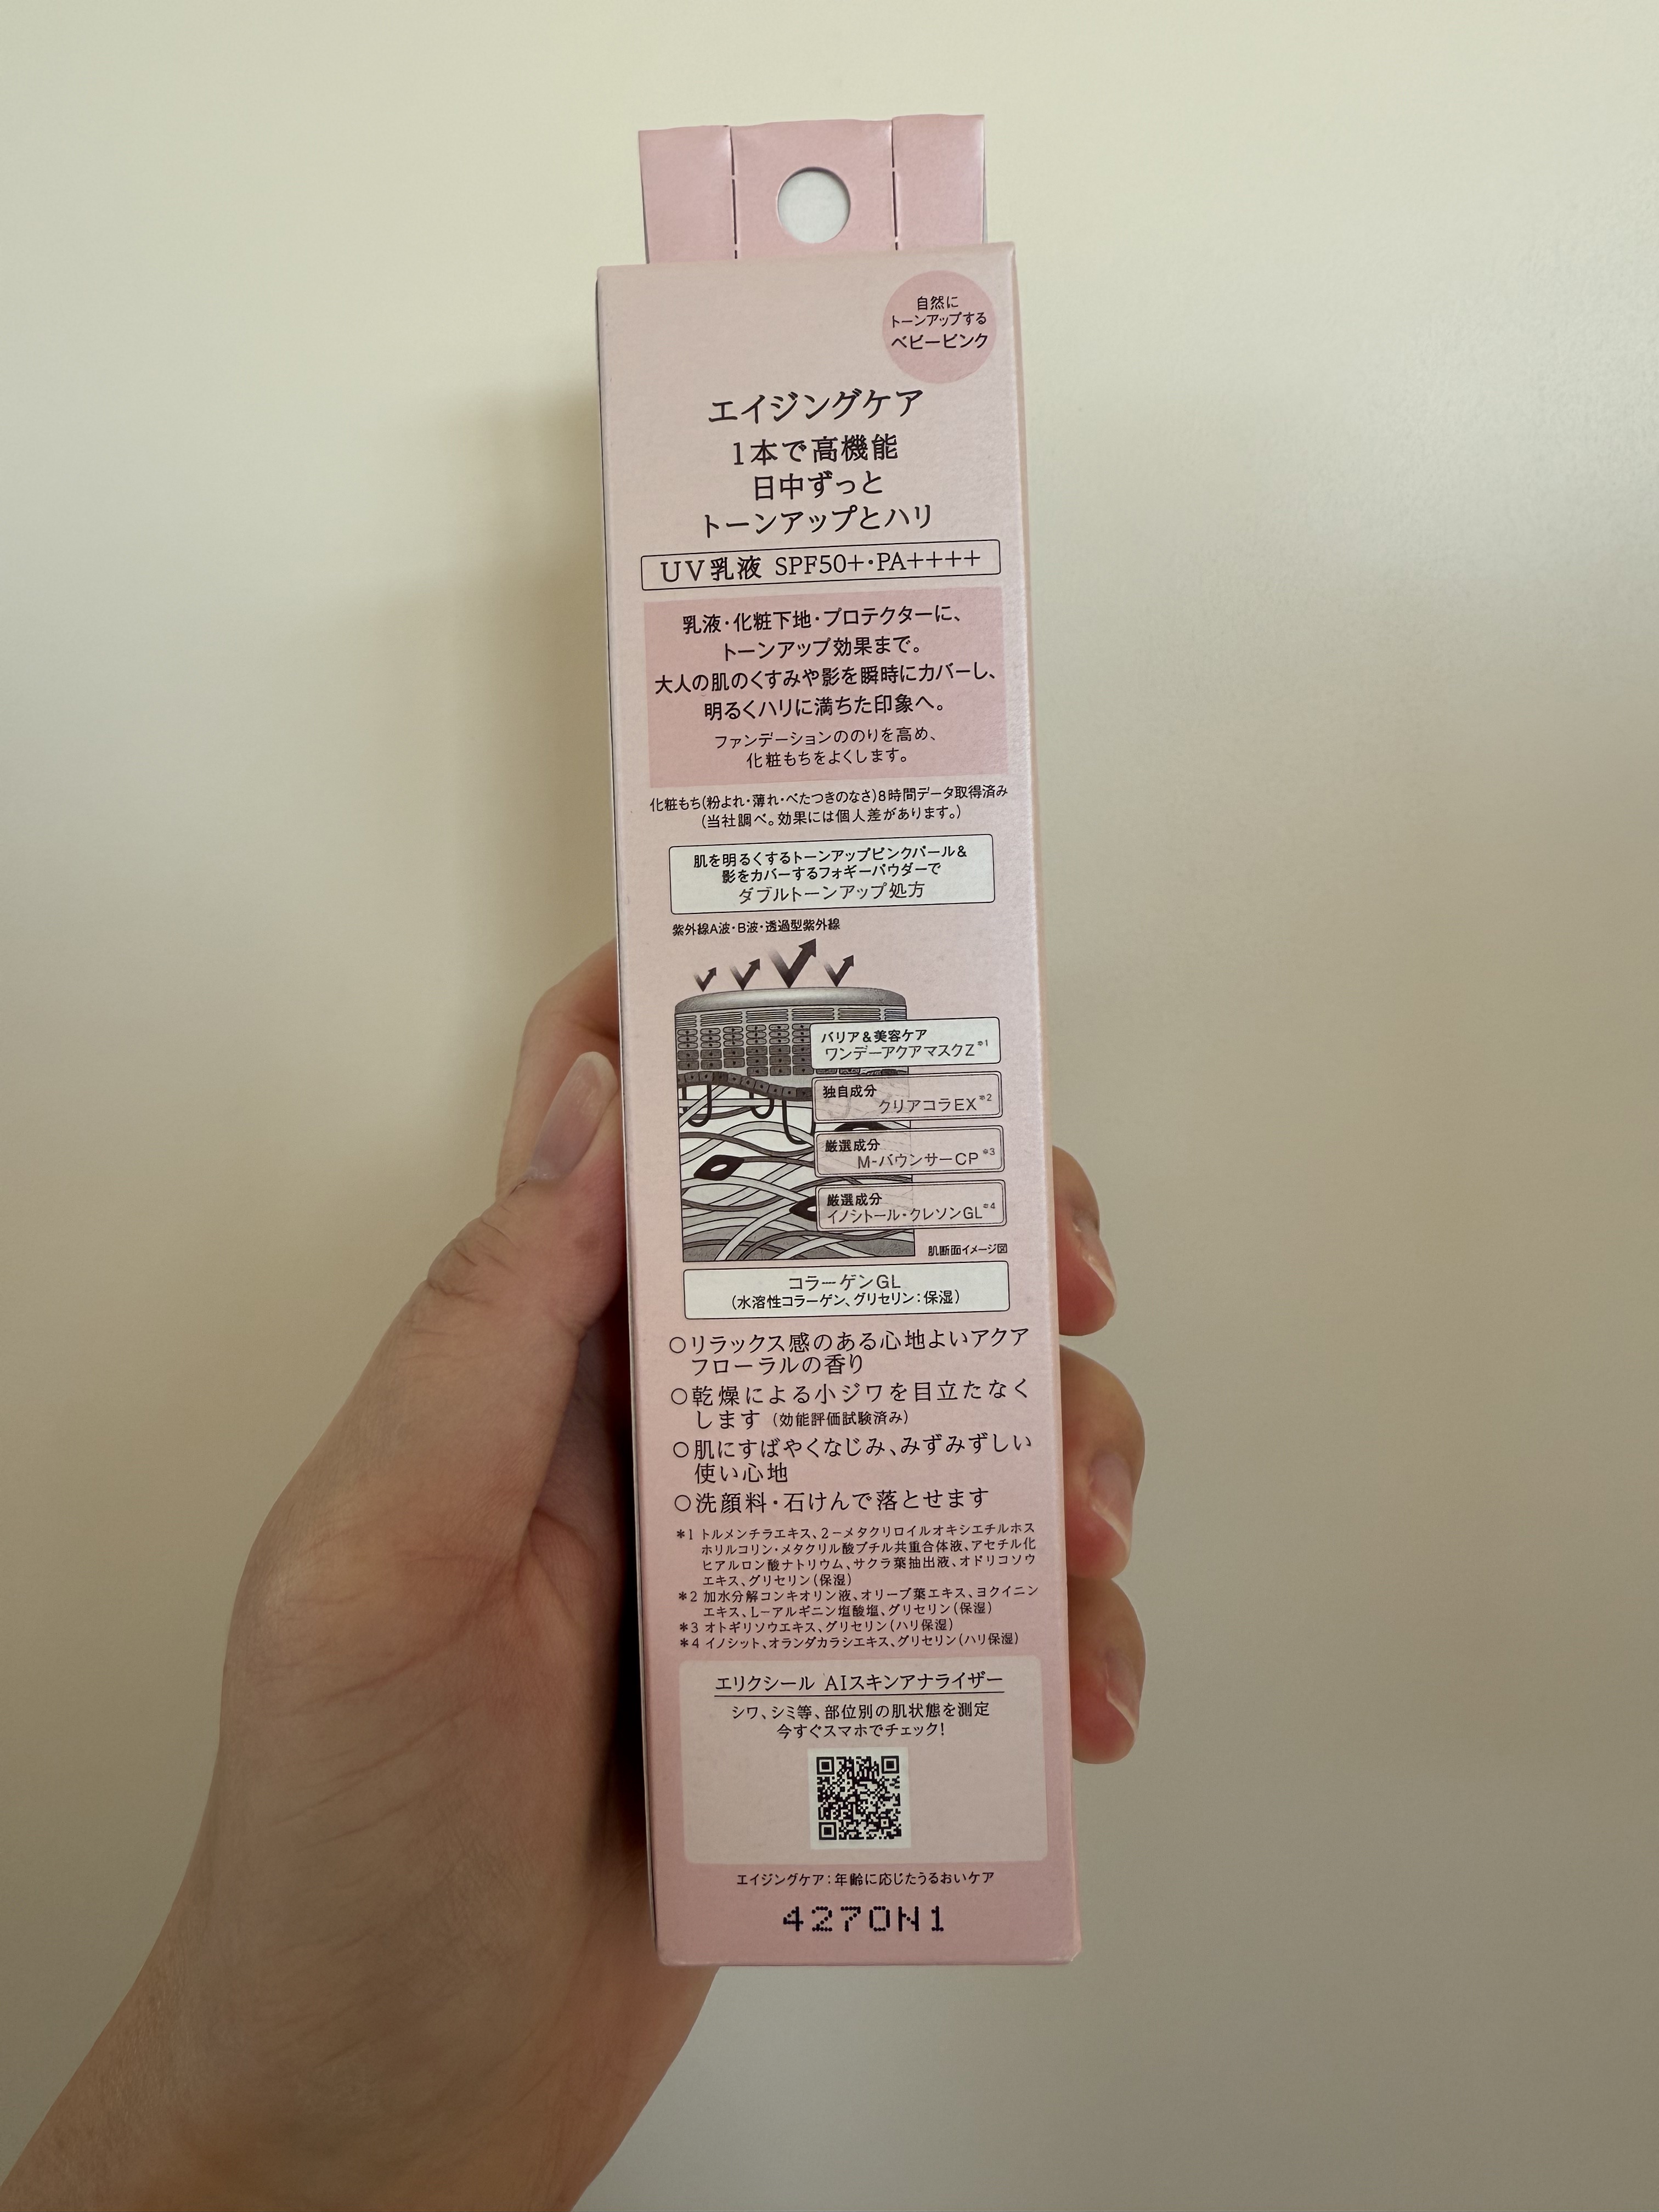 自然に
トーンアップする
ベビーピンク
エイジングケア
1本で高機能
日中ずっと
トーンアップとハリ
UV乳液 SPF50+・PA++++
乳液・化粧下地・プロテクターに、
トーンアップ効果まで。
大人の肌のくすみや影を瞬時にカバーし、
明るくハリに満ちた印象へ。
ファンデーションののりを高め、
化粧もちをよくします。
化粧もち(粉よれ・薄れ・べたつきのなさ)8時間データ取得済み
(当社調べ。効果には個人差があります。)
肌を明るくするトーンアップピンクパール&
影をカバーするフォギーパウダーで
ダブルトーンアップ処方
紫外線A波・B波・透過型紫外線
バリア&美容ケア
ワンデーアクアマスクZ*1
独自成分
クリアコラEX*2
厳選成分
M-バウンサーCP*3
厳選成分
イノシトール・クレソンGL*4
肌断面イメージ図
コラーゲンGL
(水溶性コラーゲン、グリセリン:保湿)
○リラックス感のある心地よいアクア
フローラルの香り
○乾燥による小ジワを目立たなく
します(効能評価試験済み)
○肌にすばやくなじみ、みずみずしい
使い心地
○洗顔料・石けんで落とせます
*1 トルメンチラエキス、2-メタクリロイルオキシエチルホス
ホリルコリン・メタクリル酸ブチル共重合体液、アセチル化
ヒアルロン酸ナトリウム、サクラ葉抽出液、オドリコソウ
エキス、グリセリン(保湿)
*2 加水分解コンキオリン液、オリーブ葉エキス、ヨクイニン
エキス、L-アルギニン塩酸塩、グリセリン(保湿)
*3 オトギリソウエキス、グリセリン(ハリ保湿)
*4 イノシット、オランダカラシエキス、グリセリン(ハリ保湿)
エリクシール AIスキンアナライザー
シワ、シミ等、部位別の肌状態を測定
今すぐスマホでチェック!
エイジングケア:年齢に応じたうるおいケア
4270N1